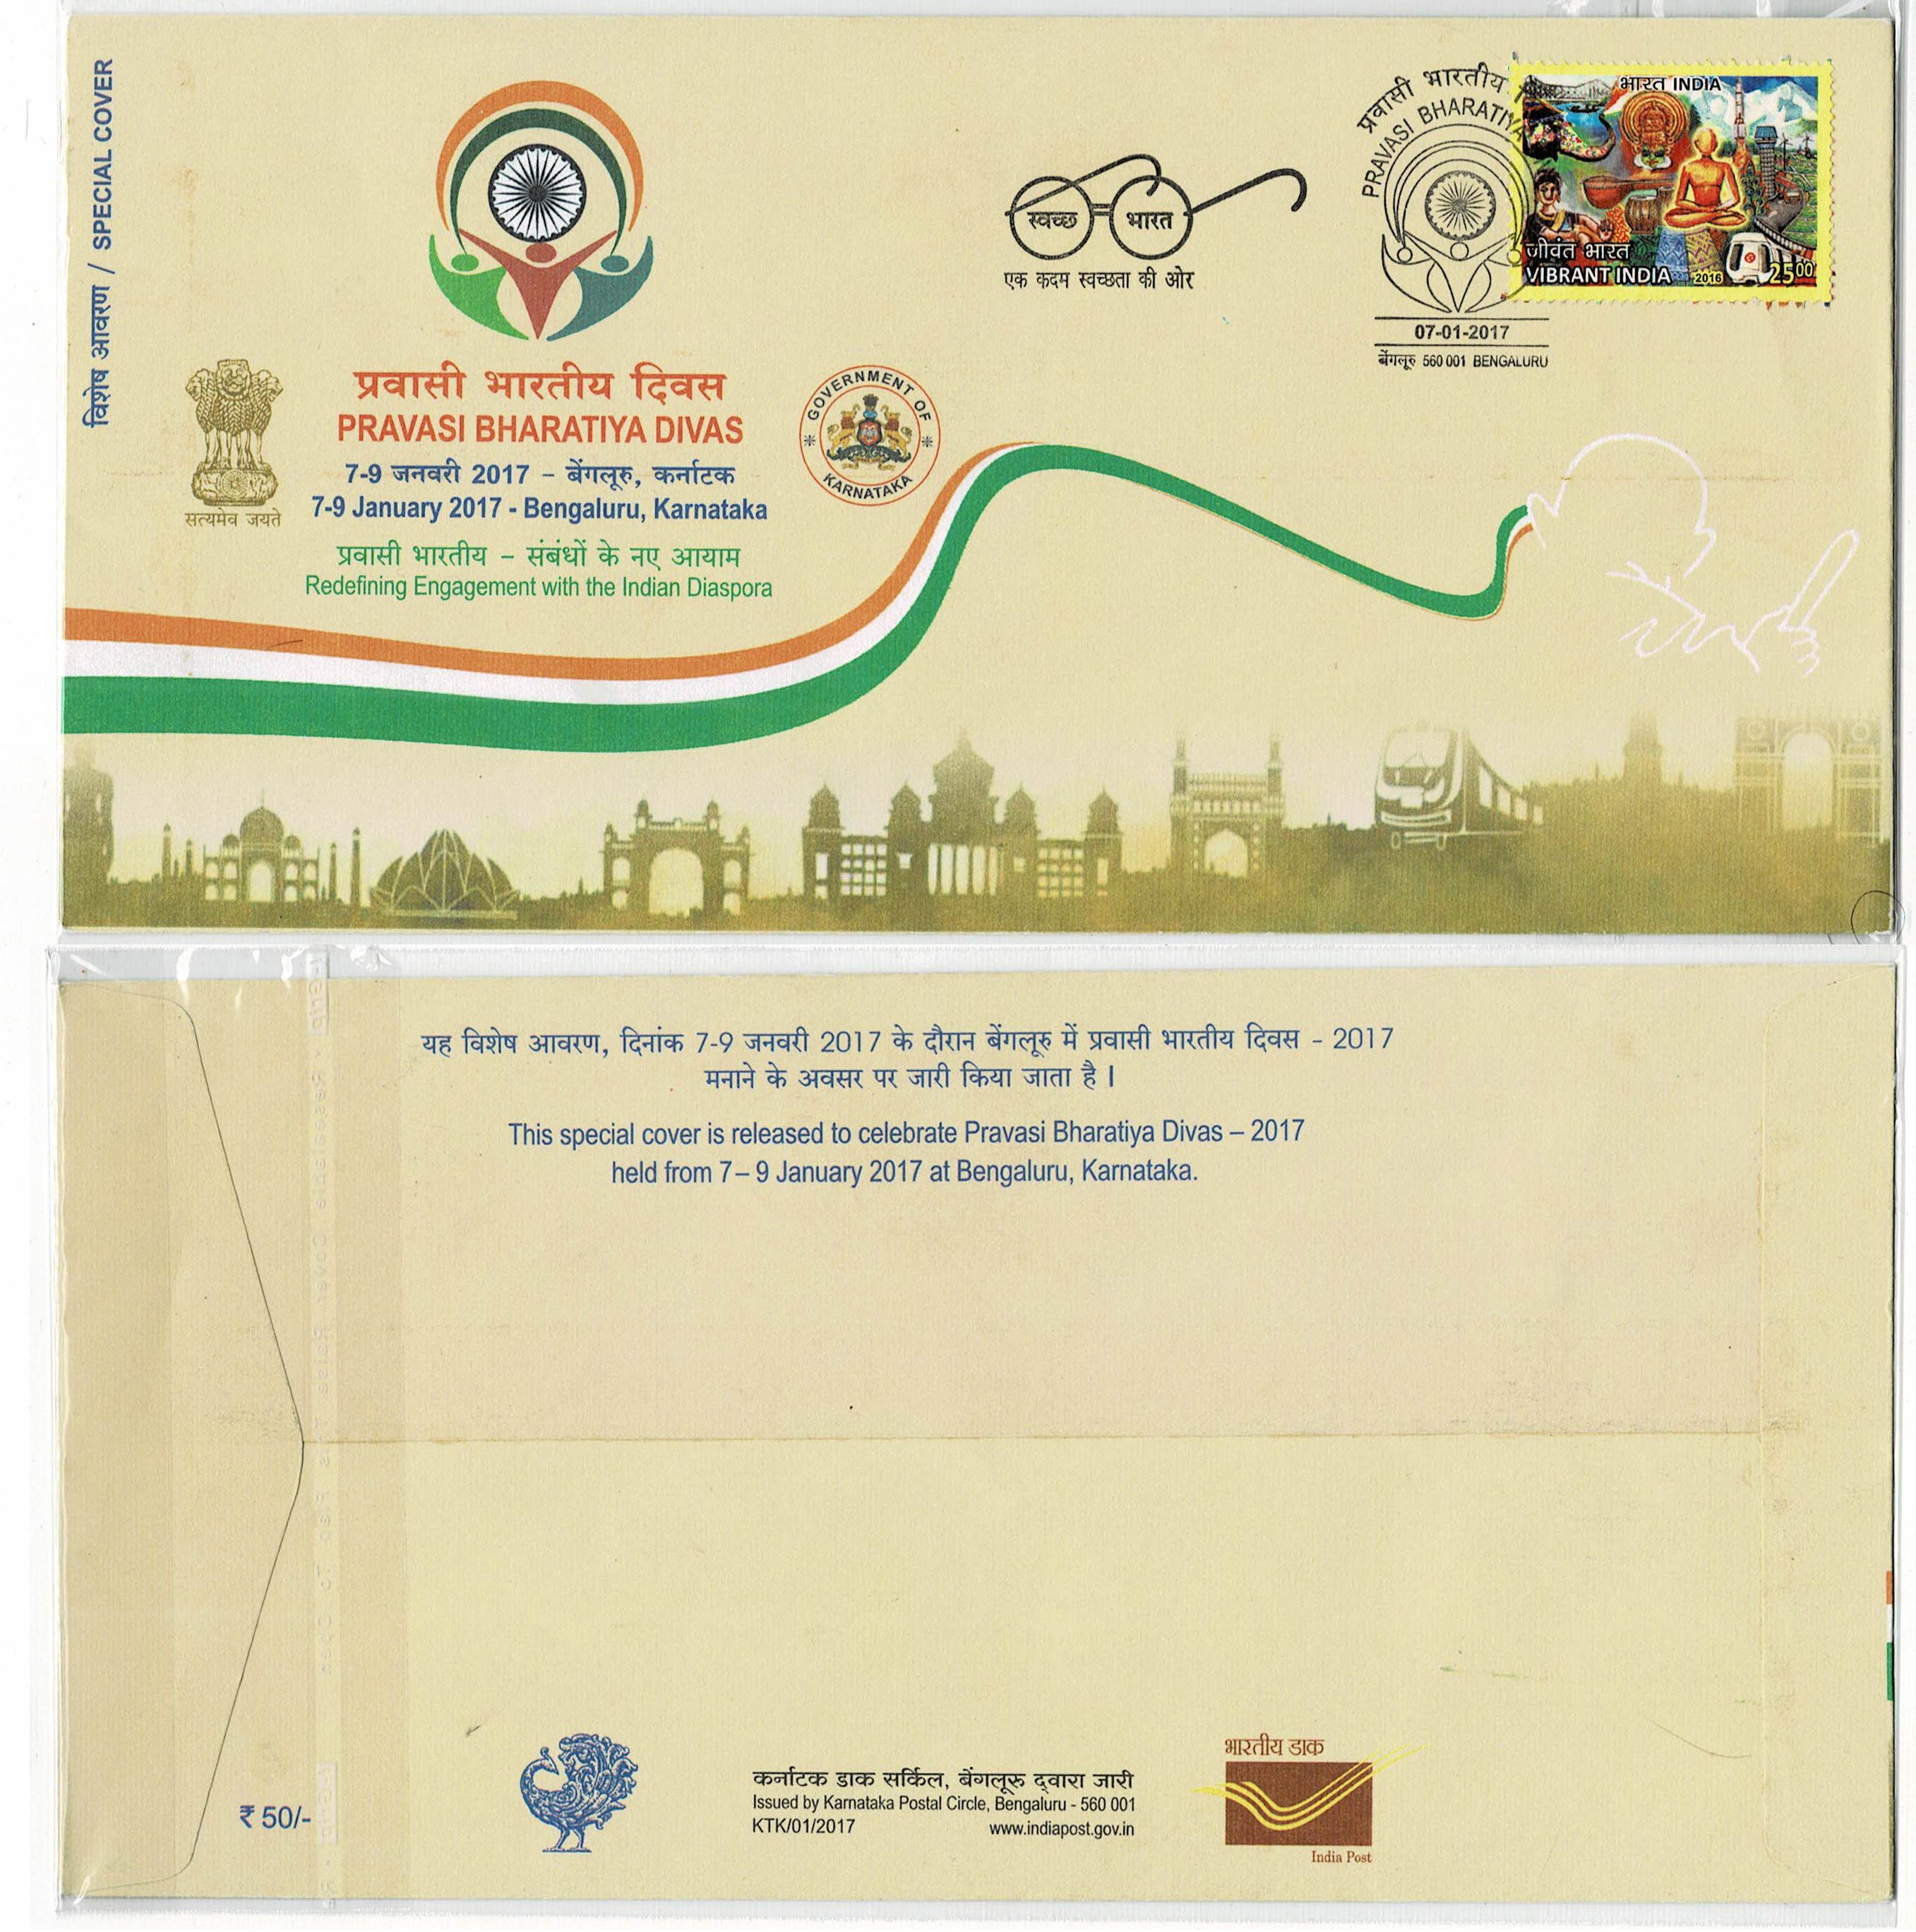 विशेष आवरण / SPECIAL COVER
प्रवासी भारतीय दिवस
PRAVASI BHARATIYA DIVAS
7-9 जनवरी 2017 – बेंगलूरु, कर्नाटक
7-9 January 2017 - Bengaluru, Karnataka
प्रवासी भारतीय – संबंधों के नए आयाम
Redefining Engagement with the Indian Diaspora
सत्यमेव जयते
GOVERNMENT OF
KARNATAKA
स्वच्छ भारत
एक कदम स्वच्छता की ओर
प्रवासी भारतीय
PRAVASI BHARATIYA
07-01-2017
बेंगलूरु 560 001 BENGALURU
भारत INDIA
जीवंत भारत
VIBRANT INDIA 2016 2500
यह विशेष आवरण, दिनांक 7-9 जनवरी 2017 के दौरान बेंगलूरु में प्रवासी भारतीय दिवस - 2017
मनाने के अवसर पर जारी किया जाता है ।
This special cover is released to celebrate Pravasi Bharatiya Divas – 2017
held from 7– 9 January 2017 at Bengaluru, Karnataka.
₹ 50/-
कर्नाटक डाक सर्किल, बेंगलूरु द्वारा जारी
Issued by Karnataka Postal Circle, Bengaluru - 560 001
KTK/01/2017 www.indiapost.gov.in
भारतीय डाक
India Post